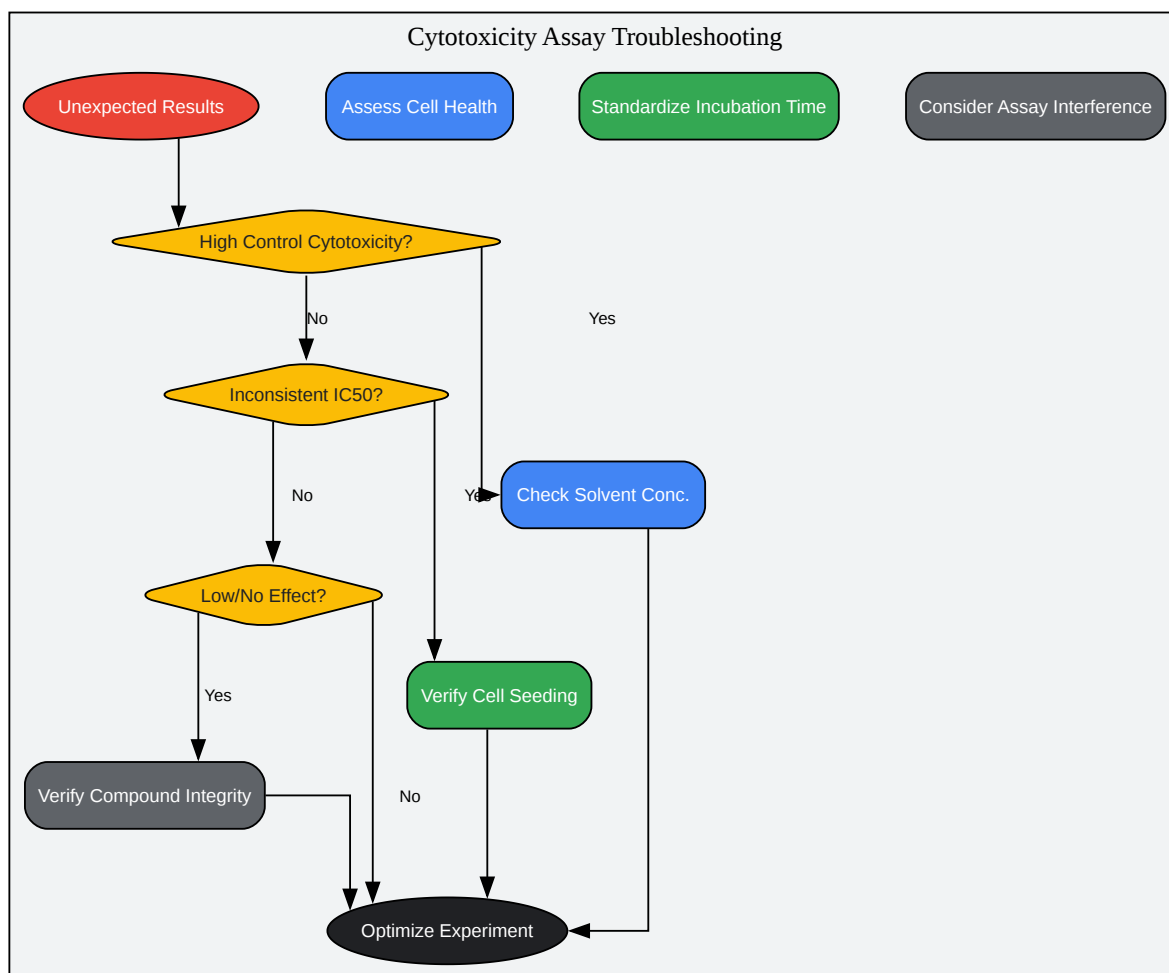 Cytotoxicity Assay Troubleshooting
Unexpected Results
Assess Cell Health
Standardize Incubation Time
Consider Assay Interference
High Control Cytotoxicity?
No
Yes
Inconsistent IC50?
No
Yes
Check Solvent Conc.
Low/No Effect?
Yes
Verify Cell Seeding
Verify Compound Integrity
No
Optimize Experiment